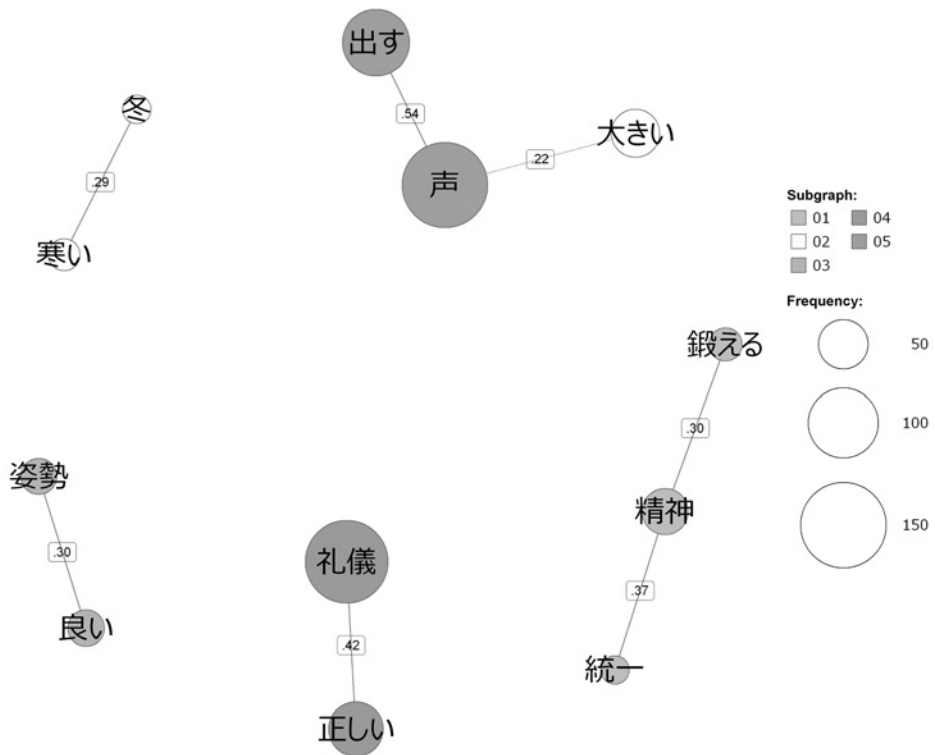 出す
冬
.54
大きい
.22
声
.29
寒い
Subgraph:
01
04
02
05
03
Frequency:
50
100
150
鍛える
.30
精神
.37
統一
姿勢
.30
良い
礼儀
.42
正しい